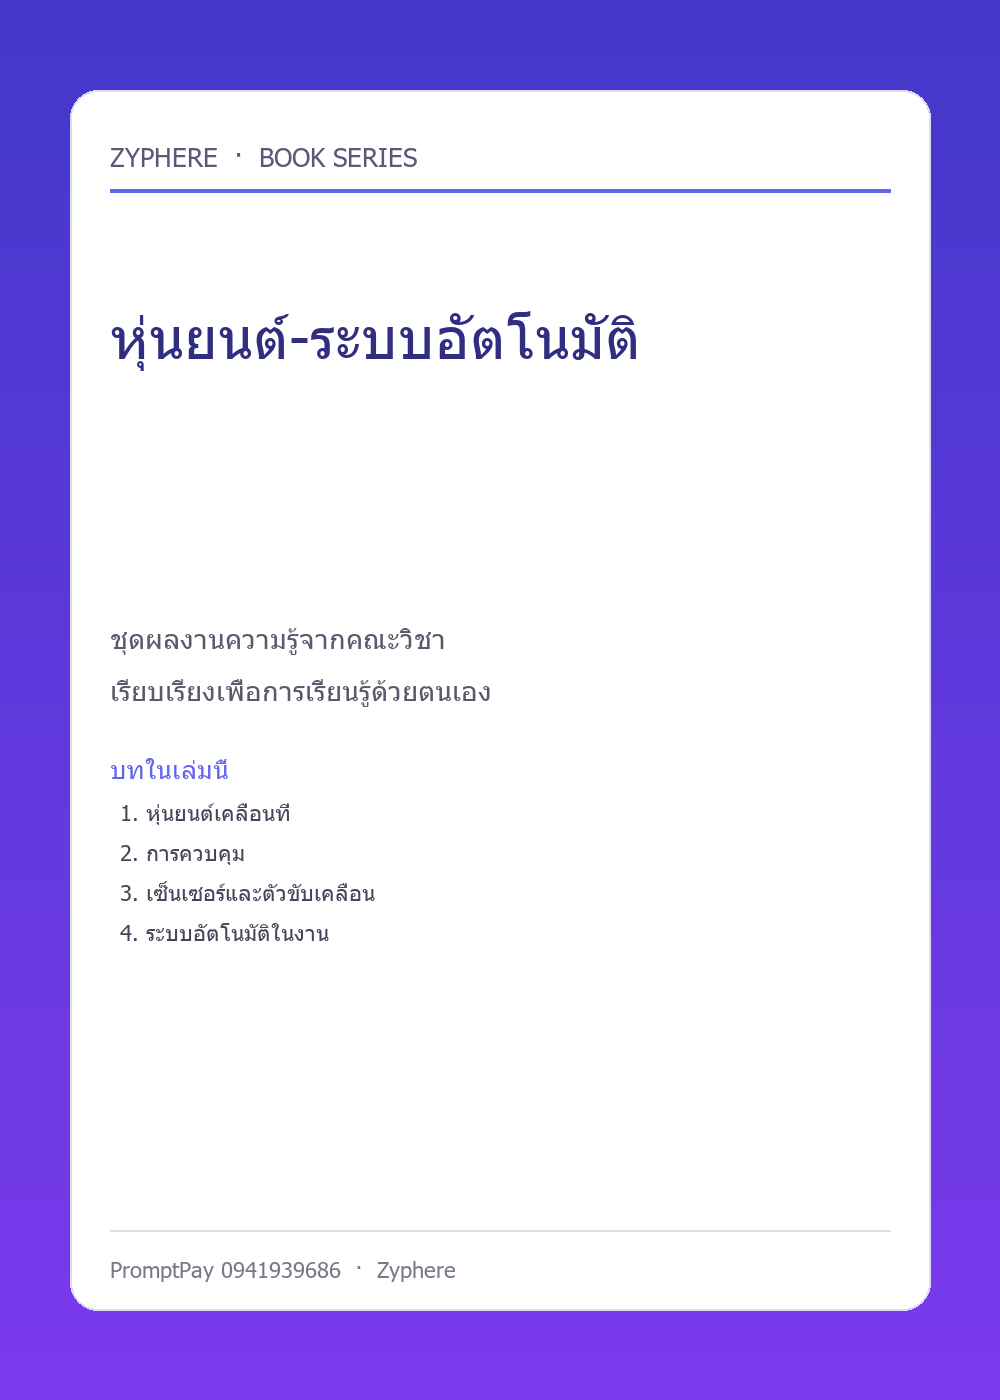 ZYPHERE · BOOK SERIES
หุ่นยนต์-ระบบอัตโนมัติ
ชุดผลงานความรู้จากคณะวิชา
เรียบเรียงเพื่อการเรียนรู้ด้วยตนเอง
บทในเล่มนี้
1. หุ่นยนต์เคลื่อนที่
2. การควบคุม
3. เซ็นเซอร์และตัวขับเคลื่อน
4. ระบบอัตโนมัติในงาน
PromptPay 0941939686 · Zyphere